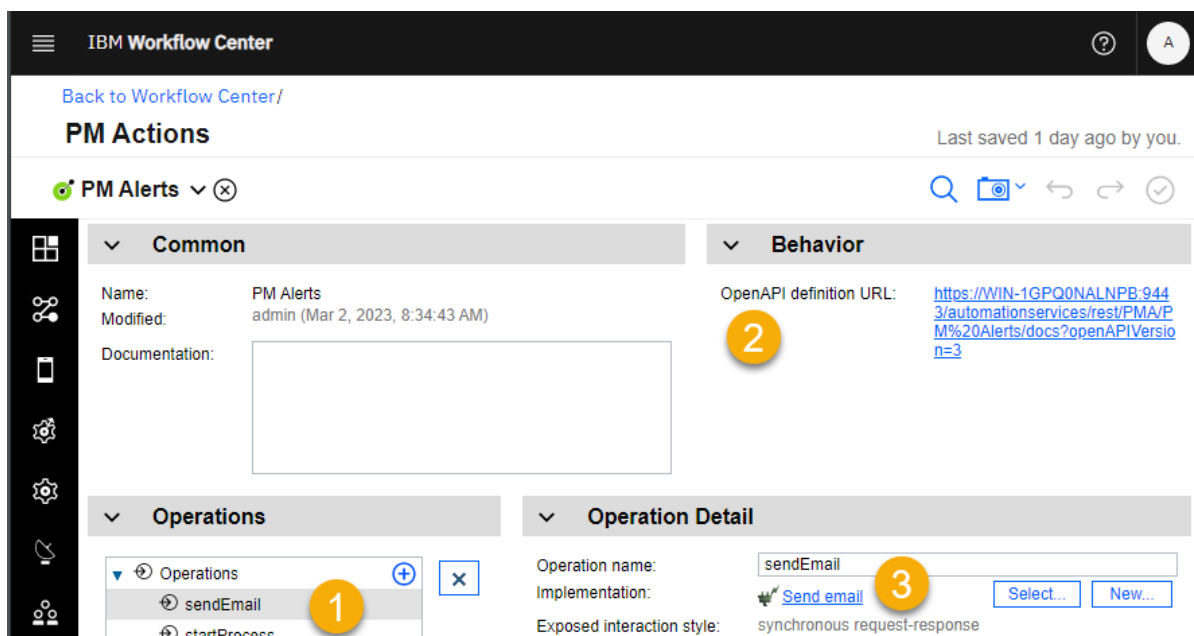 IBM Workflow Center
A
Back to Workflow Center/
PM Actions
Last saved 1 day ago by you.
PM Alerts
Common
Behavior
Name:
PM Alerts
OpenAPI definition URL:
https://WIN-1GPQ0NALNPB:944
3/automationservices/rest/PMA/P
M%20Alerts/docs?openAPIVersio
n=3
Modified:
admin (Mar 2, 2023, 8:34:43 AM)
2
Documentation:
Operations
Operation Detail
Operations
Operation name:
sendEmail
sendEmail
1
Implementation:
Send email
3
Select...
New...
startProcess
Exposed interaction style:
synchronous request-response